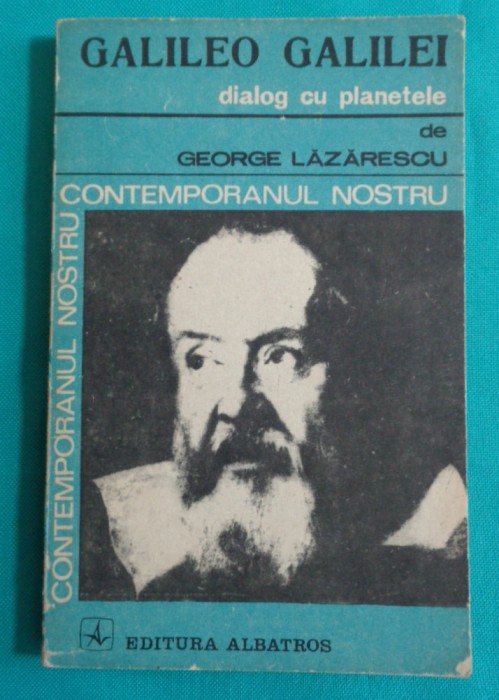 GALILEO GALILEI
dialog cu planetele
de
GEORGE LĂZĂRESCU
CONTEMPORANUL NOSTRU
CONTEMPORANUL NOSTRU
EDITURA ALBATROS